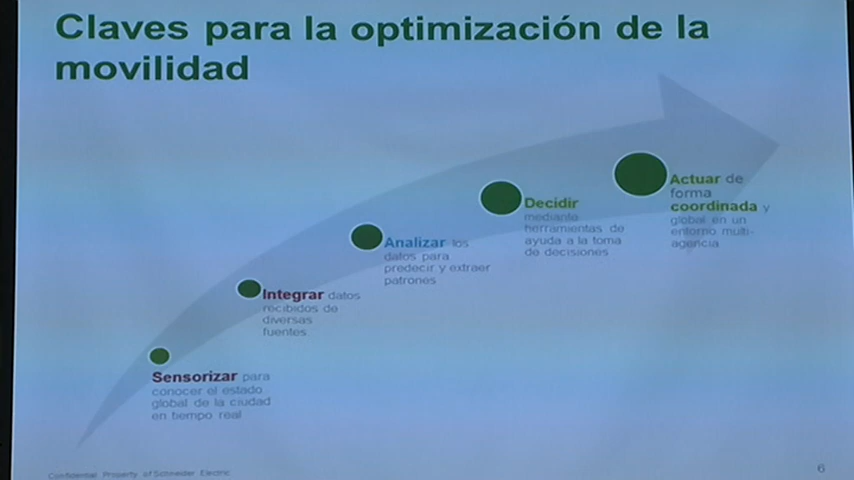 Claves para la optimización de la
movilidad
Sensorizar para
conocer el estado
global de la ciudad
en tiempo real
Integrar datos
recibidos de
diversas
fuentes
Analizar los
datos para
predecir y extraer
patrones
Decidir
mediante
herramientas de
ayuda a la toma
de decisiones
Actuar de
forma
coordinada y
global en un
entorno multi-
agencia
Confidential Property of Schneider Electric
6